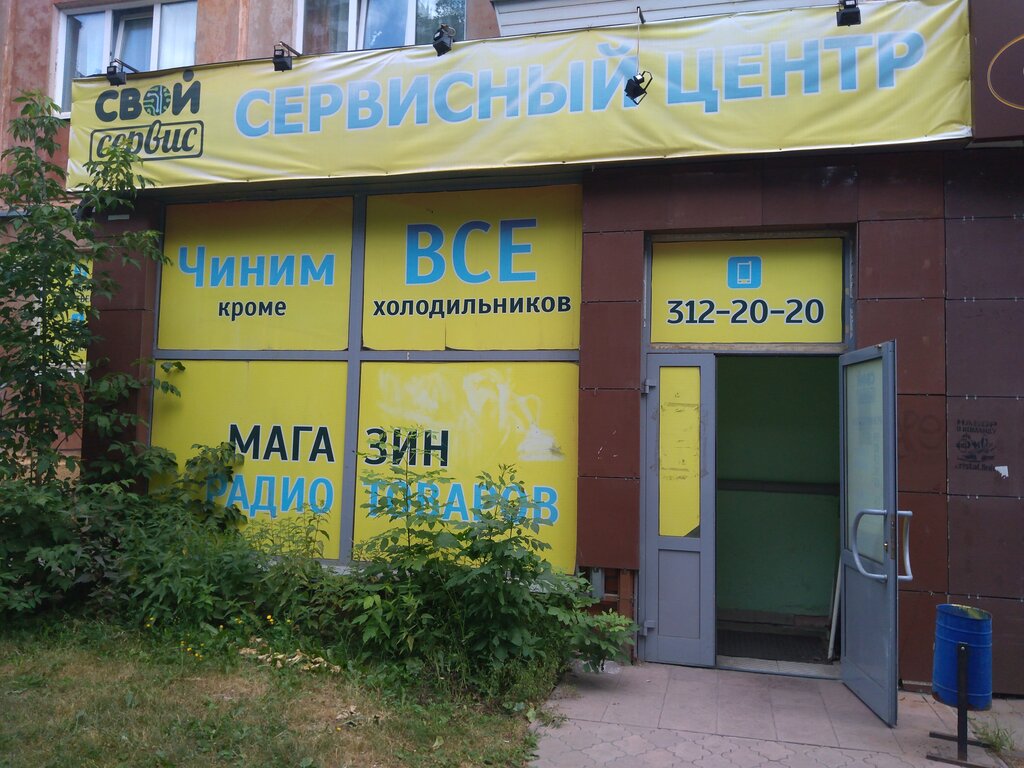 СВОЙ
сервис
СЕРВИСНЫЙ ЦЕНТР
Чиним ВСЕ
кроме холодильников
312-20-20
МАГАЗИН
РАДИО ТОВАРОВ